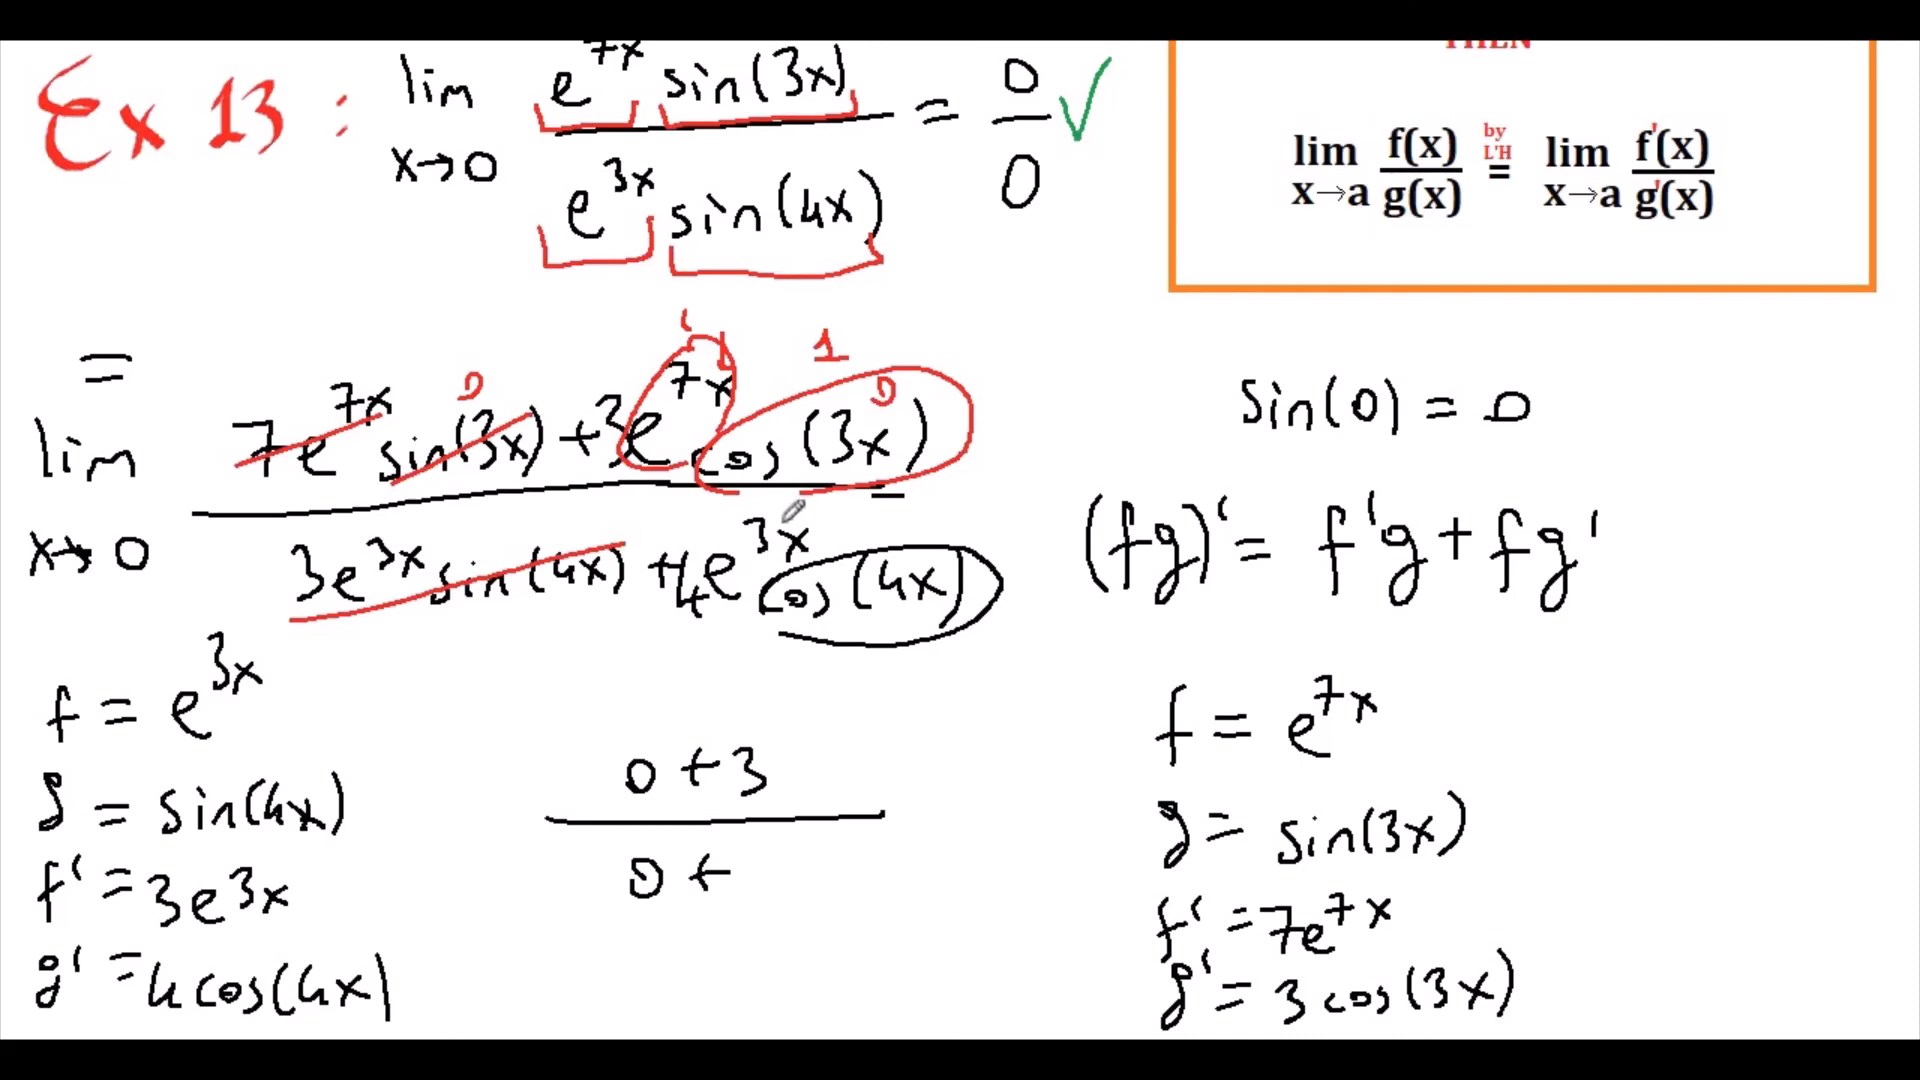 THEN
Ex 13 : lim x→0 e^{7x} sin(3x) / e^{3x} sin(4x) = 0/0 ✓
lim x→a f(x)/g(x) by L'H = lim x→a f'(x)/g'(x)
=
lim x→0 7e^{7x} sin(3x) + 3e^{7x} cos(3x) / 3e^{3x} sin(4x) + 4e^{3x} cos(4x)
0
1
0
sin(0) = 0
(fg)' = f'g + fg'
f = e^{3x}
g = sin(4x)
f' = 3e^{3x}
g' = 4cos(4x)
0 + 3
0 +
f = e^{7x}
g = sin(3x)
f' = 7e^{7x}
g' = 3cos(3x)